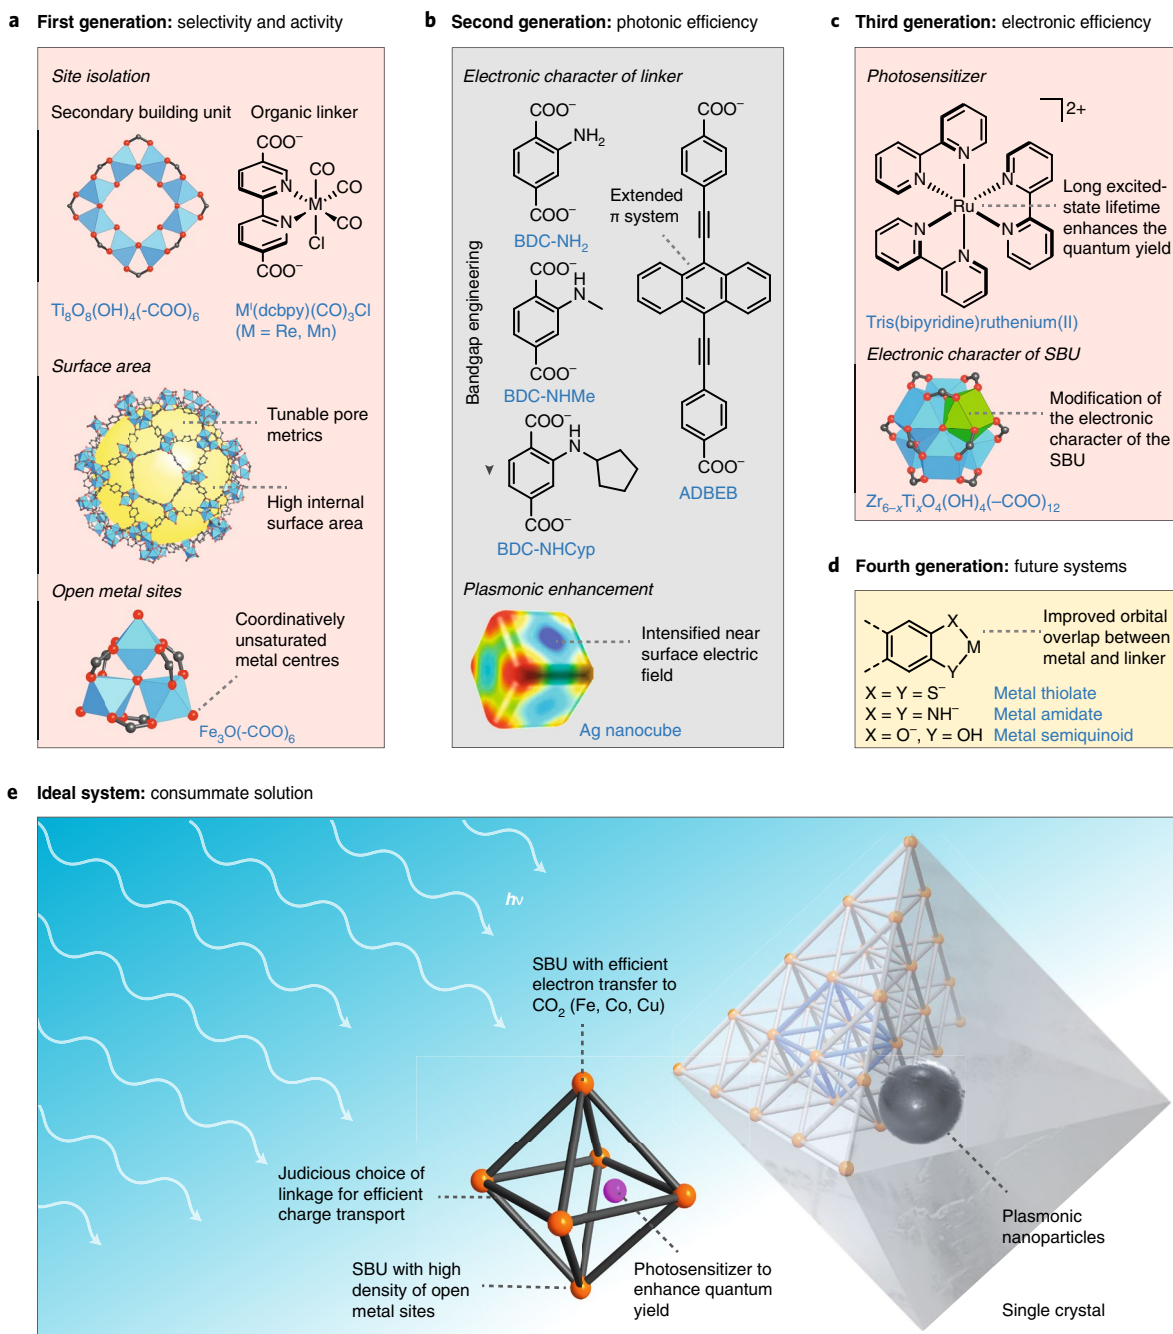 a First generation: selectivity and activity
Site isolation
Secondary building unit
Organic linker
COO⁻
N
N
M
CO
CO
CO
Cl
COO⁻
Ti₈O₈(OH)₄(-COO)₆
Mᴵ(dcbpy)(CO)₃Cl
(M = Re, Mn)
Surface area
Tunable pore
metrics
High internal
surface area
Open metal sites
Coordinatively
unsaturated
metal centres
Fe₃O(-COO)₆
b Second generation: photonic efficiency
Electronic character of linker
Bandgap engineering
COO⁻
NH₂
COO⁻
BDC-NH₂
COO⁻
H
N
COO⁻
BDC-NHMe
COO⁻
H
N
COO⁻
BDC-NHCyp
COO⁻
Extended
π system
COO⁻
ADBEB
Plasmonic enhancement
Intensified near
surface electric
field
Ag nanocube
c Third generation: electronic efficiency
Photosensitizer
2+
N
N
N
Ru
N
N
N
Long excited-
state lifetime
enhances the
quantum yield
Tris(bipyridine)ruthenium(II)
Electronic character of SBU
Modification of
the electronic
character of the
SBU
Zr₆₋ₓTiₓO₄(OH)₄(–COO)₁₂
d Fourth generation: future systems
X
M
Y
Improved orbital
overlap between
metal and linker
X = Y = S⁻ Metal thiolate
X = Y = NH⁻ Metal amidate
X = O⁻, Y = OH Metal semiquinoid
e Ideal system: consummate solution
hν
SBU with efficient
electron transfer to
CO₂ (Fe, Co, Cu)
Judicious choice of
linkage for efficient
charge transport
SBU with high
density of open
metal sites
Photosensitizer to
enhance quantum
yield
Plasmonic
nanoparticles
Single crystal